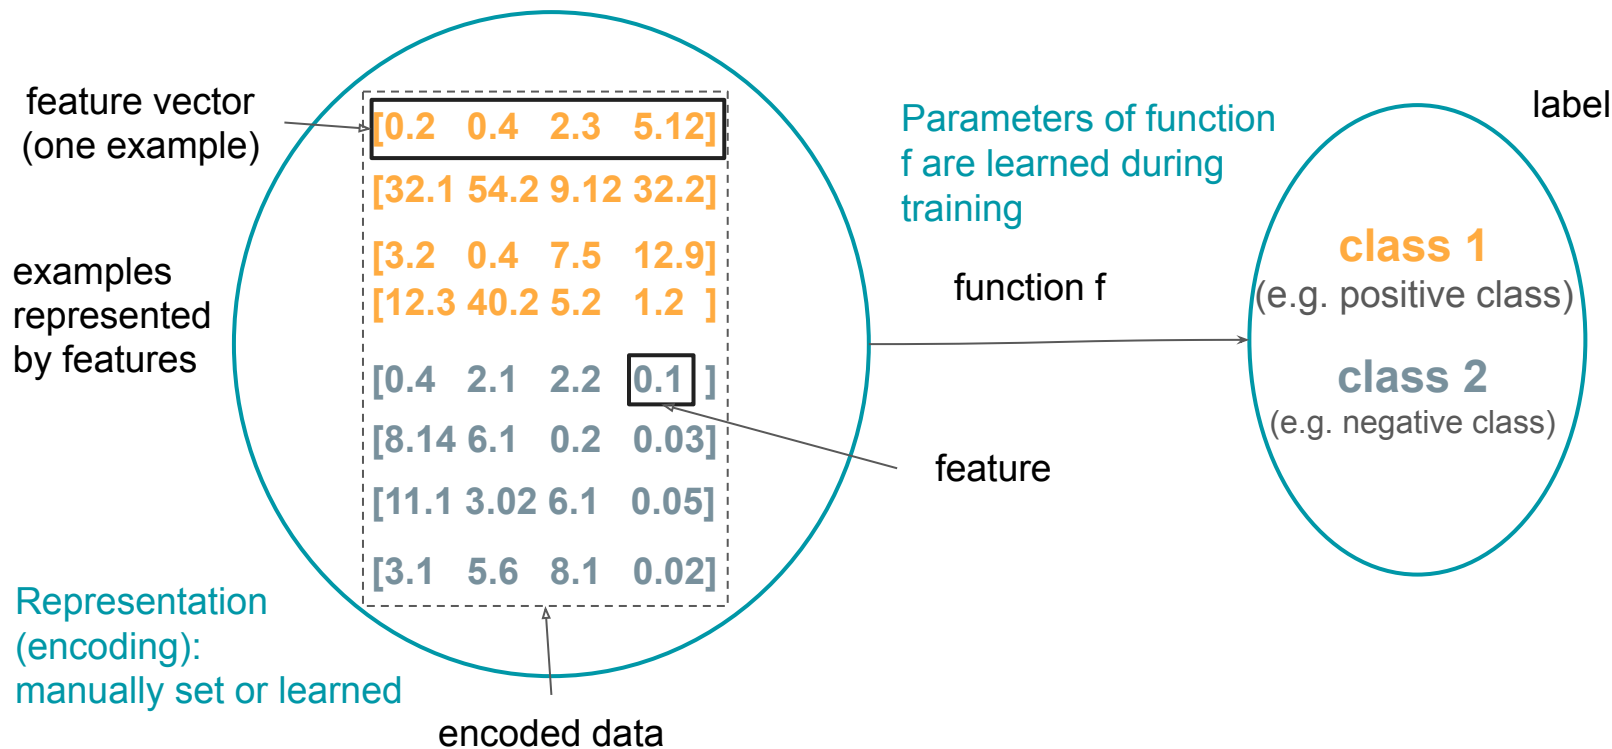 feature vector
(one example)
[0.2 0.4 2.3 5.12]
[32.1 54.2 9.12 32.2]
[3.2 0.4 7.5 12.9]
[12.3 40.2 5.2 1.2 ]
[0.4 2.1 2.2 0.1 ]
[8.14 6.1 0.2 0.03]
[11.1 3.02 6.1 0.05]
[3.1 5.6 8.1 0.02]
examples
represented
by features
Representation
(encoding):
manually set or learned
encoded data
feature
Parameters of function
f are learned during
training
function f
label
class 1
(e.g. positive class)
class 2
(e.g. negative class)